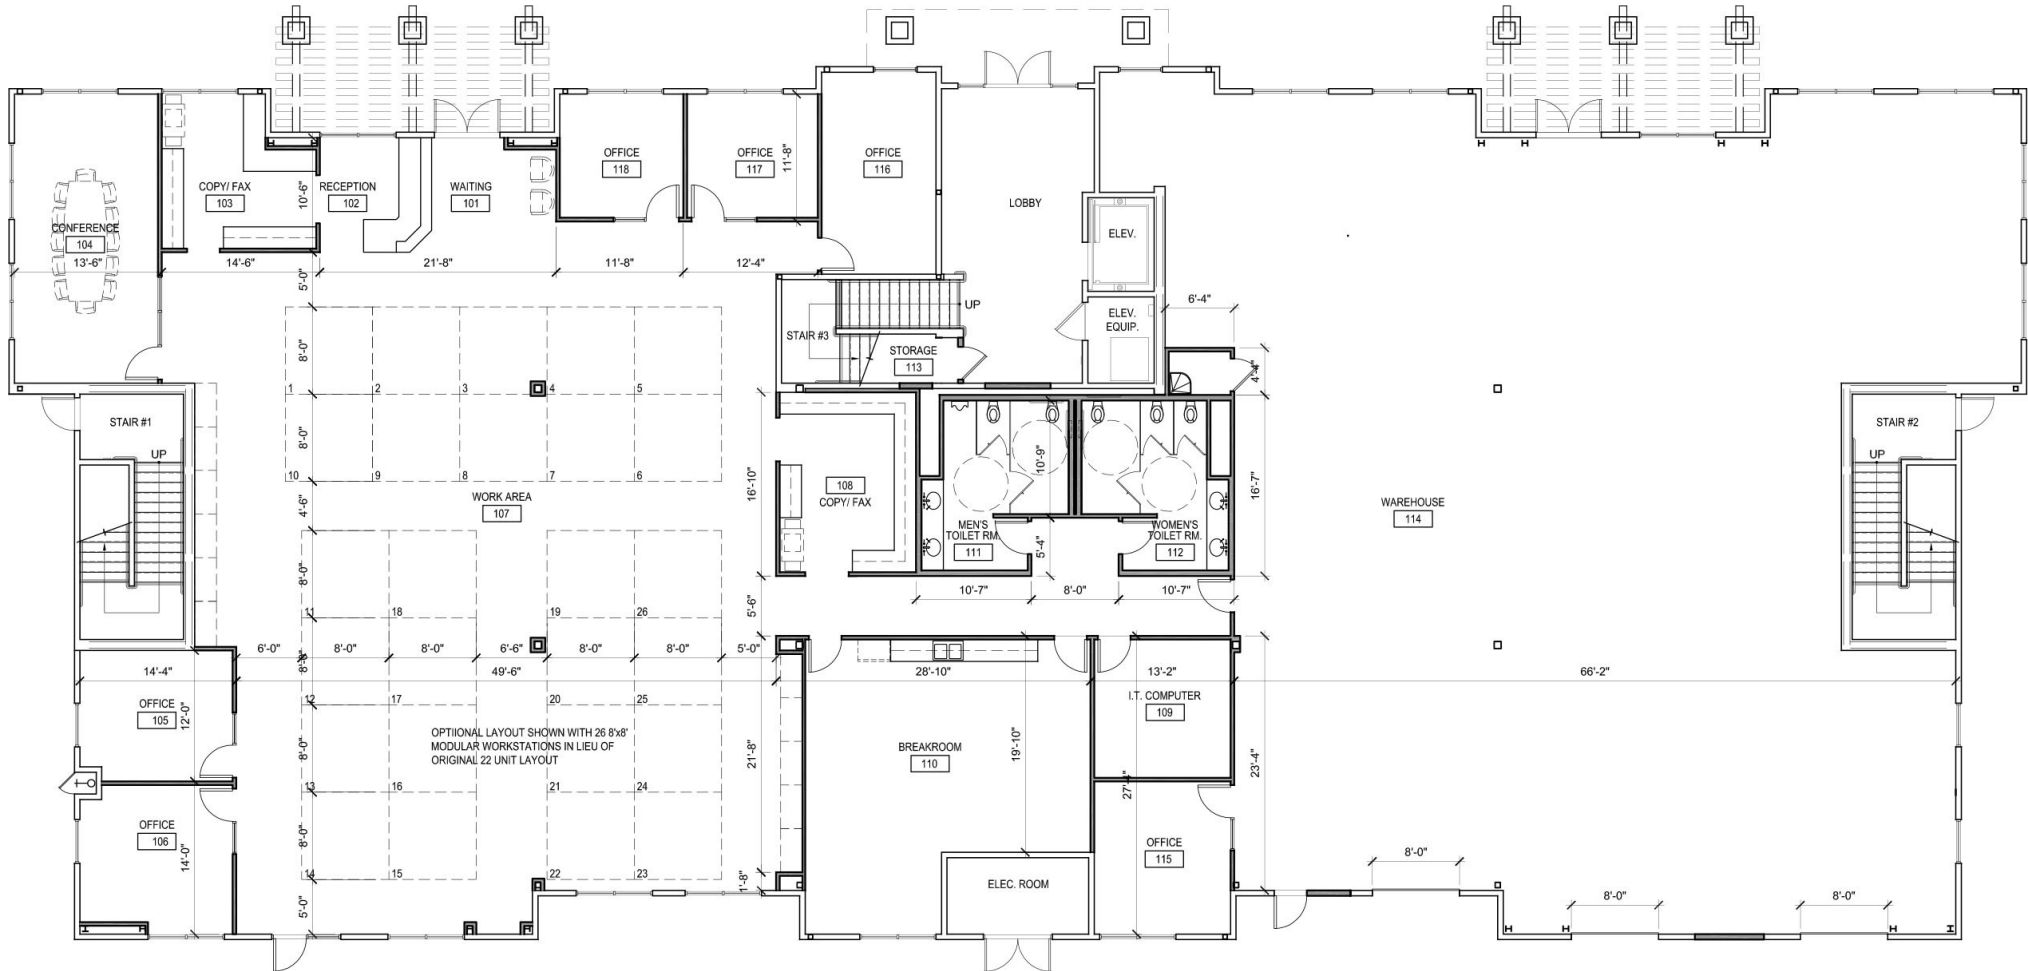 OFFICE
118
OFFICE
117
11'-8"
OFFICE
116
COPY/ FAX
103
10'-6"
RECEPTION
102
WAITING
101
LOBBY
ELEV.
CONFERENCE
104
13'-6"
14'-6"
21'-8"
11'-8"
12'-4"
5'-0"
UP
ELEV.
EQUIP.
6'-4"
STAIR #3
STORAGE
113
8'-0"
4'-4"
1
2
3
4
5
STAIR #1
UP
8'-0"
10
9
8
7
6
16'-10"
108
COPY/ FAX
10'-9"
16'-7"
STAIR #2
UP
WORK AREA
107
4'-6"
WAREHOUSE
114
MEN'S
TOILET RM.
111
5'-4"
WOMEN'S
TOILET RM.
112
8'-0"
10'-7"
8'-0"
10'-7"
5'-6"
11
18
19
26
6'-0"
8'-0"
8'-0"
6'-6"
8'-0"
8'-0"
5'-0"
8'-0"
14'-4"
49'-6"
28'-10"
13'-2"
66'-2"
12
17
20
25
OFFICE
105
12'-0"
I.T. COMPUTER
109
OPTIIONAL LAYOUT SHOWN WITH 26 8'x8'
MODULAR WORKSTATIONS IN LIEU OF
ORIGINAL 22 UNIT LAYOUT
8'-0"
21'-8"
BREAKROOM
110
19'-10"
23'-4"
27'-4"
13
16
21
24
OFFICE
106
14'-0"
8'-0"
OFFICE
115
8'-0"
14
15
22
23
1'-8"
ELEC. ROOM
5'-0"
8'-0"
8'-0"